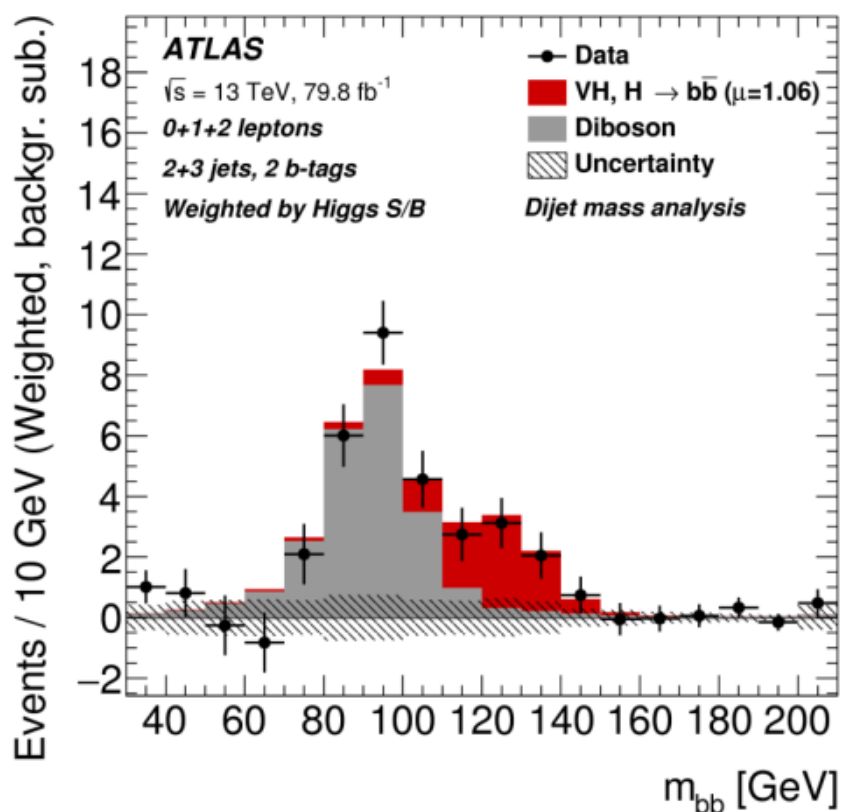 Events / 10 GeV (Weighted, backgr. sub.)
ATLAS
√s = 13 TeV, 79.8 fb⁻¹
0+1+2 leptons
2+3 jets, 2 b-tags
Weighted by Higgs S/B
Data
VH, H → bb̄ (μ=1.06)
Diboson
Uncertainty
Dijet mass analysis
18
16
14
12
10
8
6
4
2
0
−2
40 60 80 100 120 140 160 180 200
m_bb [GeV]